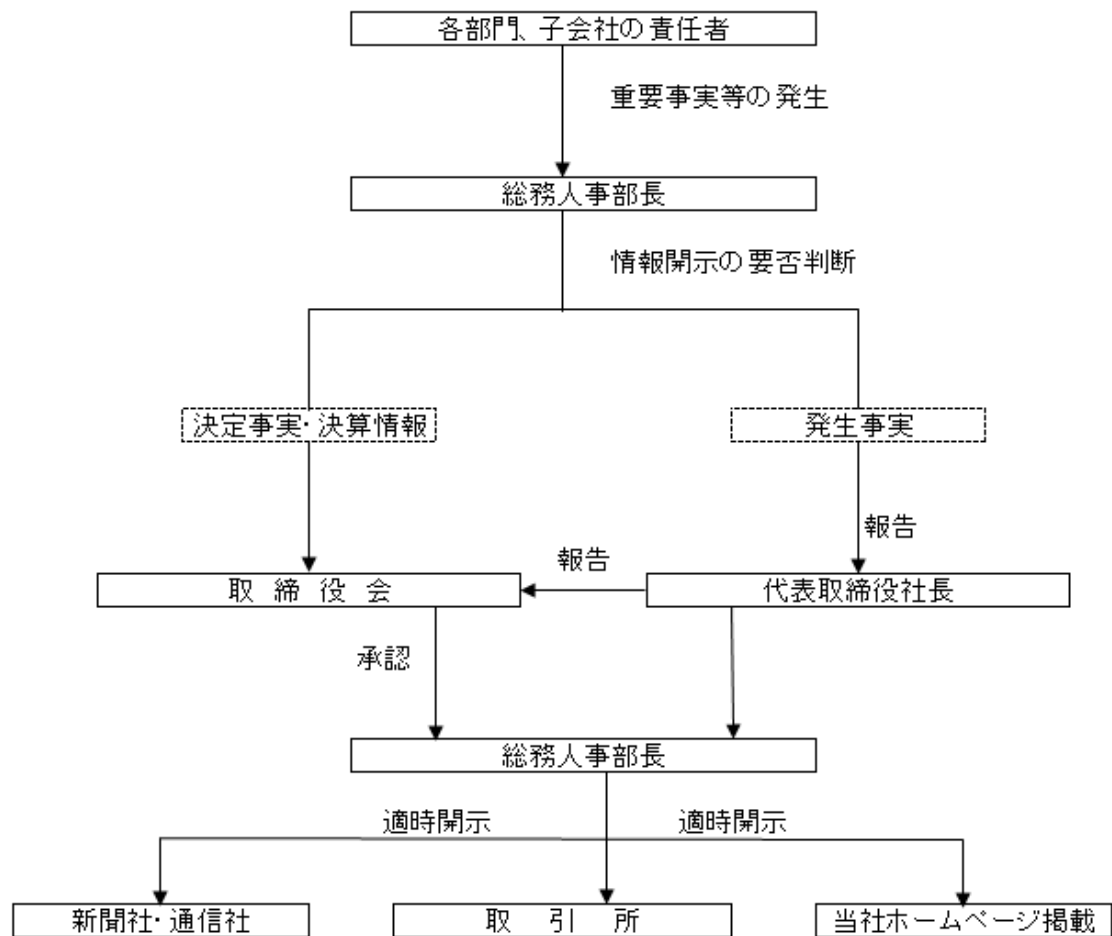 各部門、子会社の責任者
重要事実等の発生
総務人事部長
情報開示の要否判断
決定事実・決算情報
発生事実
報告
報告
取締役会
代表取締役社長
承認
総務人事部長
適時開示
適時開示
新聞社・通信社
取引所
当社ホームページ掲載